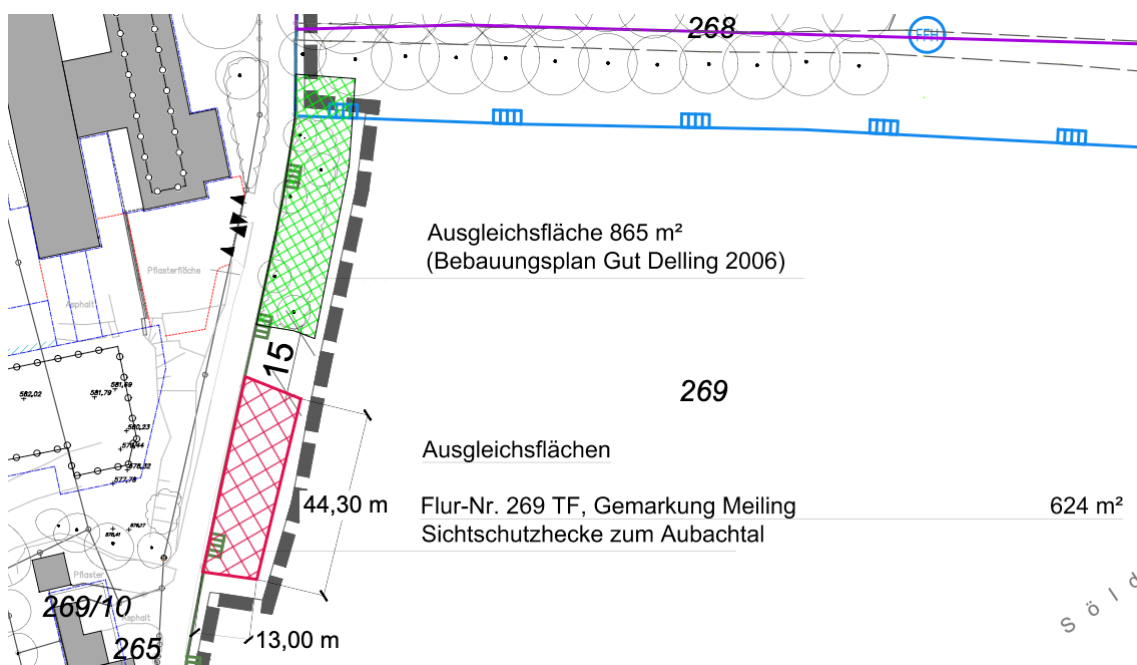 268
FFH
Ausgleichsfläche 865 m²
(Bebauungsplan Gut Delling 2006)
Pflasterfläche
Asphalt
15
269
582,02
581,79
581,69
580,23
578,32
577,78
Ausgleichsflächen
44,30 m
Flur-Nr. 269 TF, Gemarkung Meiling 624 m²
Sichtschutzhecke zum Aubachtal
Pflaster
269/10
Asphalt
265
13,00 m
S ö l d